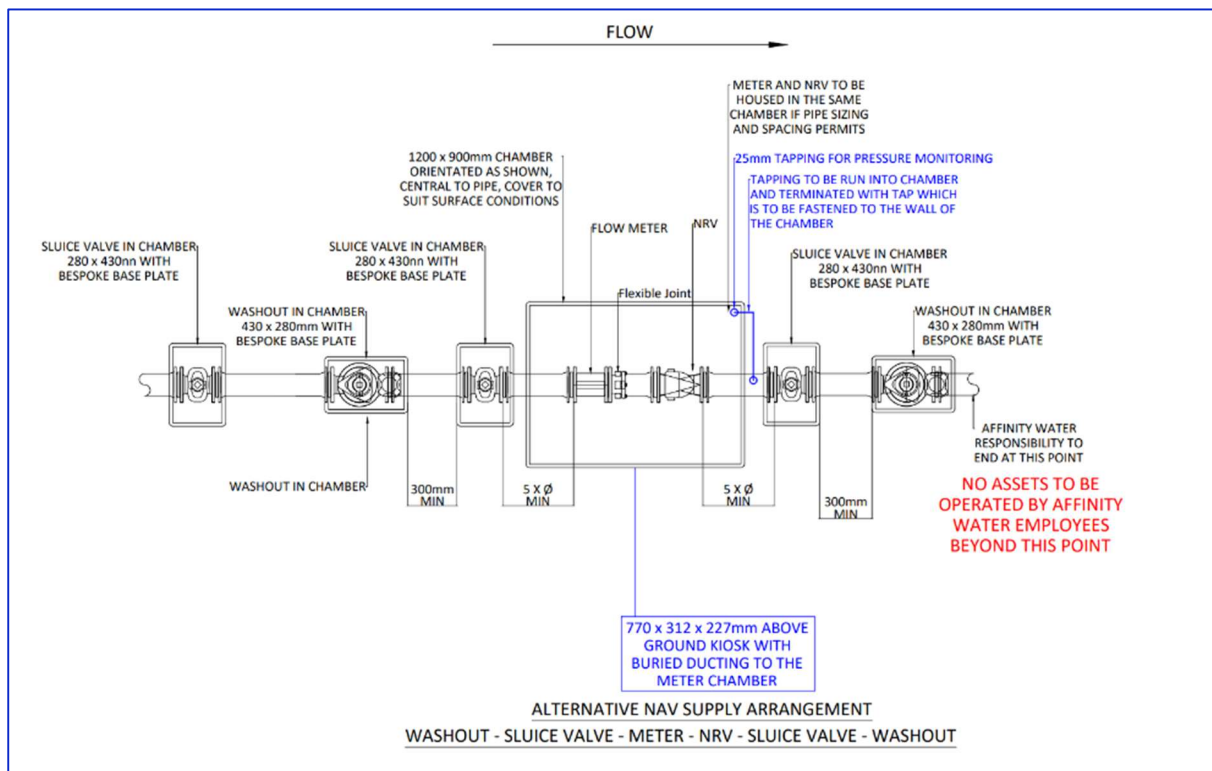 FLOW
METER AND NRV TO BE
HOUSED IN THE SAME
CHAMBER IF PIPE SIZING
AND SPACING PERMITS
1200 x 900mm CHAMBER
ORIENTATED AS SHOWN,
CENTRAL TO PIPE, COVER TO
SUIT SURFACE CONDITIONS
25mm TAPPING FOR PRESSURE MONITORING
TAPPING TO BE RUN INTO CHAMBER
AND TERMINATED WITH TAP WHICH
IS TO BE FASTENED TO THE WALL OF
THE CHAMBER
FLOW METER
NRV
SLUICE VALVE IN CHAMBER
280 x 430nn WITH
BESPOKE BASE PLATE
SLUICE VALVE IN CHAMBER
280 x 430nn WITH
BESPOKE BASE PLATE
SLUICE VALVE IN CHAMBER
280 x 430nn WITH
BESPOKE BASE PLATE
WASHOUT IN CHAMBER
430 x 280mm WITH
BESPOKE BASE PLATE
Flexible Joint
WASHOUT IN CHAMBER
430 x 280mm WITH
BESPOKE BASE PLATE
WASHOUT IN CHAMBER
300mm
MIN
5 X Ø
MIN
5 X Ø
MIN
300mm
MIN
AFFINITY WATER
RESPONSIBILITY TO
END AT THIS POINT
NO ASSETS TO BE
OPERATED BY AFFINITY
WATER EMPLOYEES
BEYOND THIS POINT
770 x 312 x 227mm ABOVE
GROUND KIOSK WITH
BURIED DUCTING TO THE
METER CHAMBER
ALTERNATIVE NAV SUPPLY ARRANGEMENT
WASHOUT - SLUICE VALVE - METER - NRV - SLUICE VALVE - WASHOUT